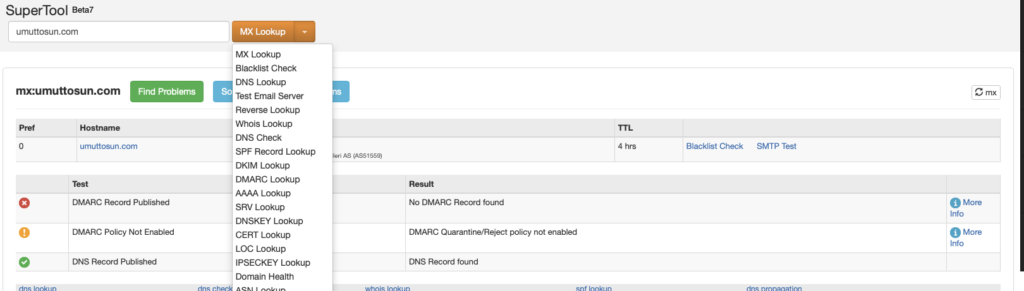 SuperTool Beta7
umuttosun.com MX Lookup
MX Lookup
Blacklist Check
DNS Lookup
Test Email Server
Reverse Lookup
Whois Lookup
DNS Check
SPF Record Lookup
DKIM Lookup
DMARC Lookup
AAAA Lookup
SRV Lookup
DNSKEY Lookup
CERT Lookup
LOC Lookup
IPSECKEY Lookup
Domain Health
ASN Lookup
mx:umuttosun.com Find Problems mx
Pref Hostname TTL
0 umuttosun.com 4 hrs Blacklist Check SMTP Test
AS (AS51559)
Test Result
DMARC Record Published No DMARC Record found More Info
DMARC Policy Not Enabled DMARC Quarantine/Reject policy not enabled More Info
DNS Record Published DNS Record found
dns lookup dns check whois lookup spf lookup dns propagation